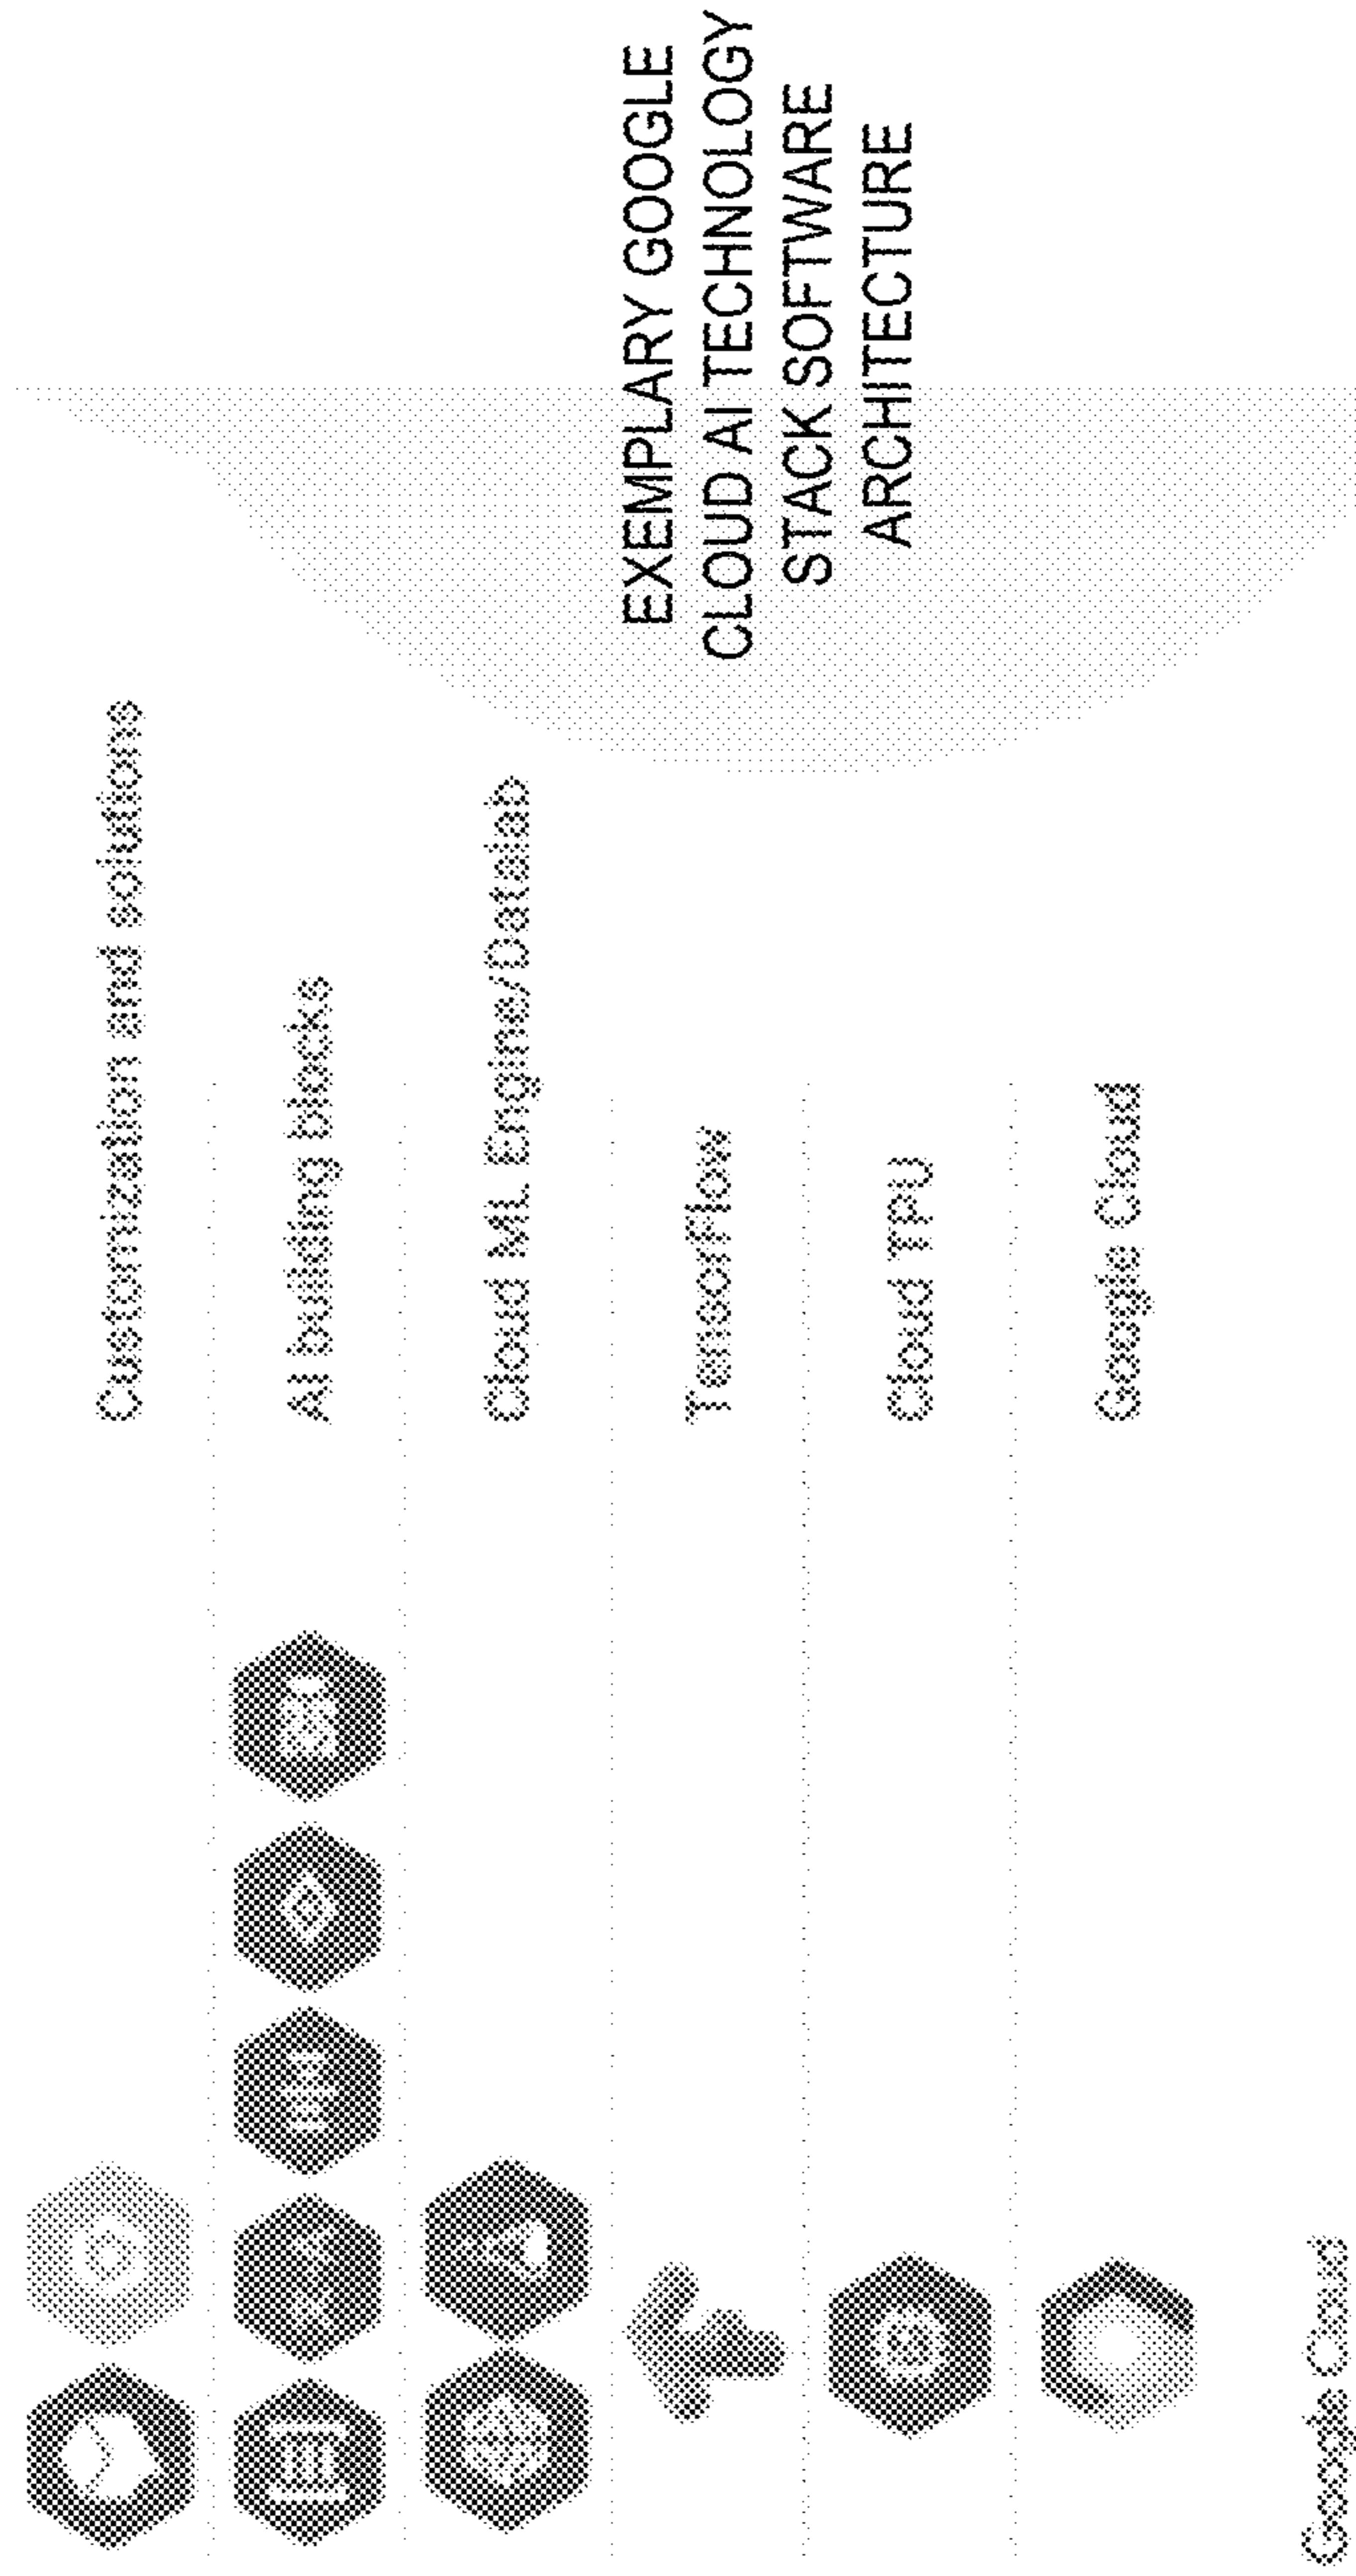 Customization and solutions
AI building blocks
Cloud ML Engine/Datalab
TensorFlow
Cloud TPU
Google Cloud
Google Cloud
EXEMPLARY GOOGLE
CLOUD AI TECHNOLOGY
STACK SOFTWARE
ARCHITECTURE